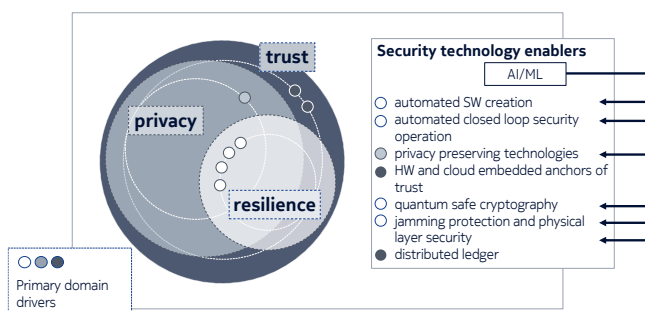 trust
privacy
resilience
Primary domain
drivers
Security technology enablers
AI/ML
automated SW creation
automated closed loop security
operation
privacy preserving technologies
HW and cloud embedded anchors of
trust
quantum safe cryptography
jamming protection and physical
layer security
distributed ledger